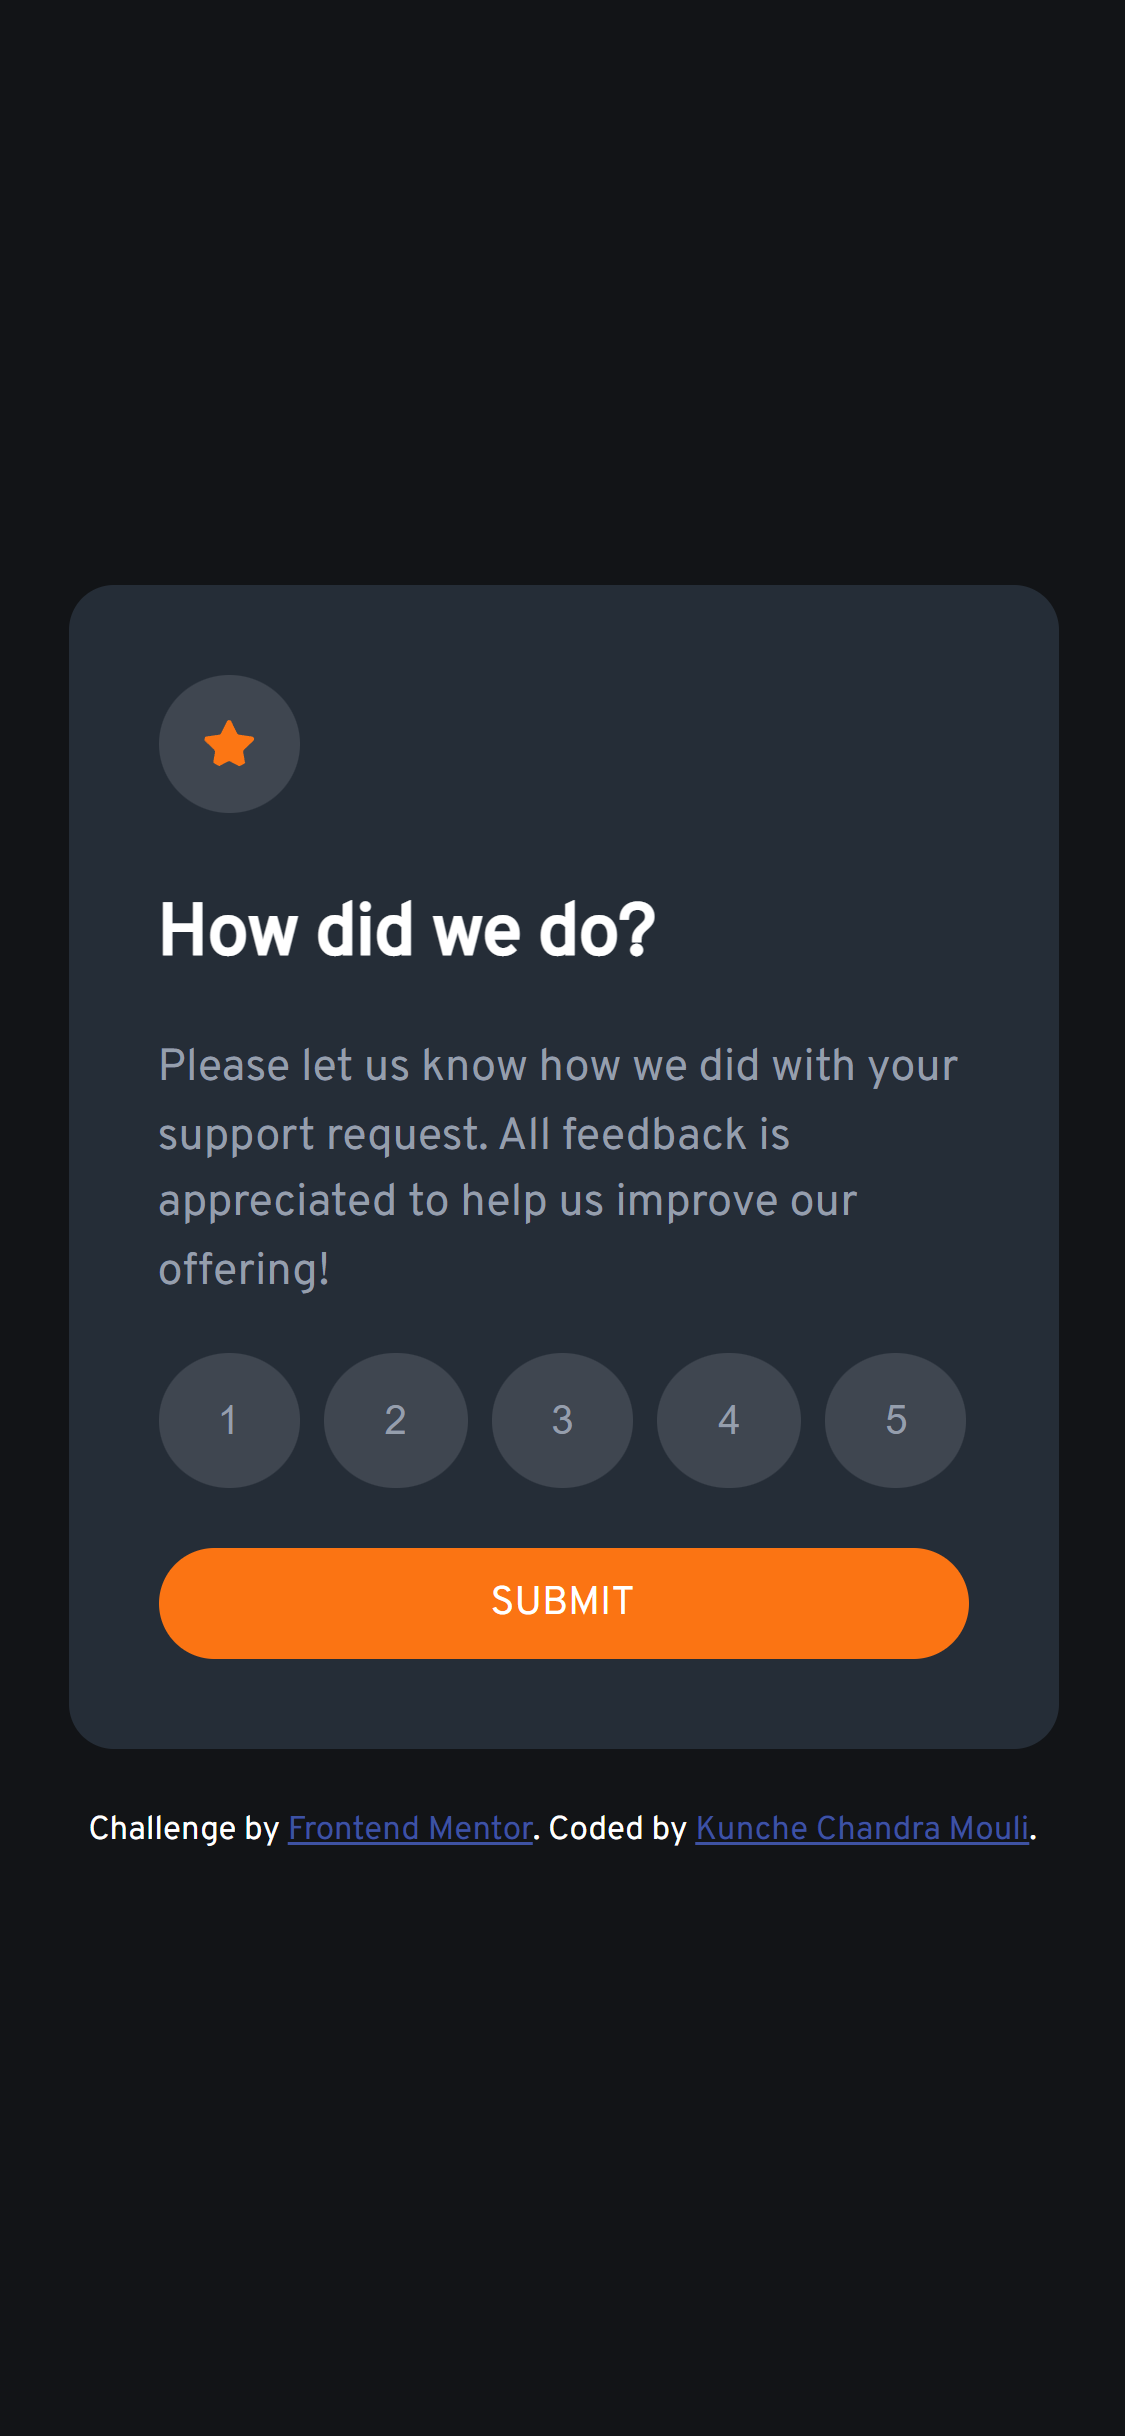 How did we do?
Please let us know how we did with your
support request. All feedback is
appreciated to help us improve our
offering!
1 2 3 4 5
SUBMIT
Challenge by Frontend Mentor. Coded by Kunche Chandra Mouli.